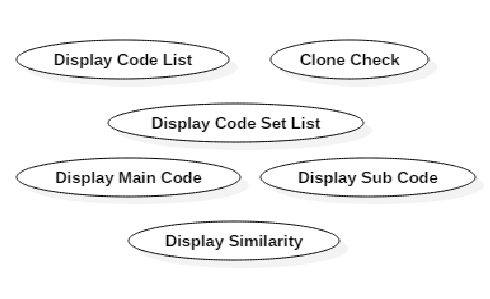 Display Code List
Clone Check
Display Code Set List
Display Main Code
Display Sub Code
Display Similarity